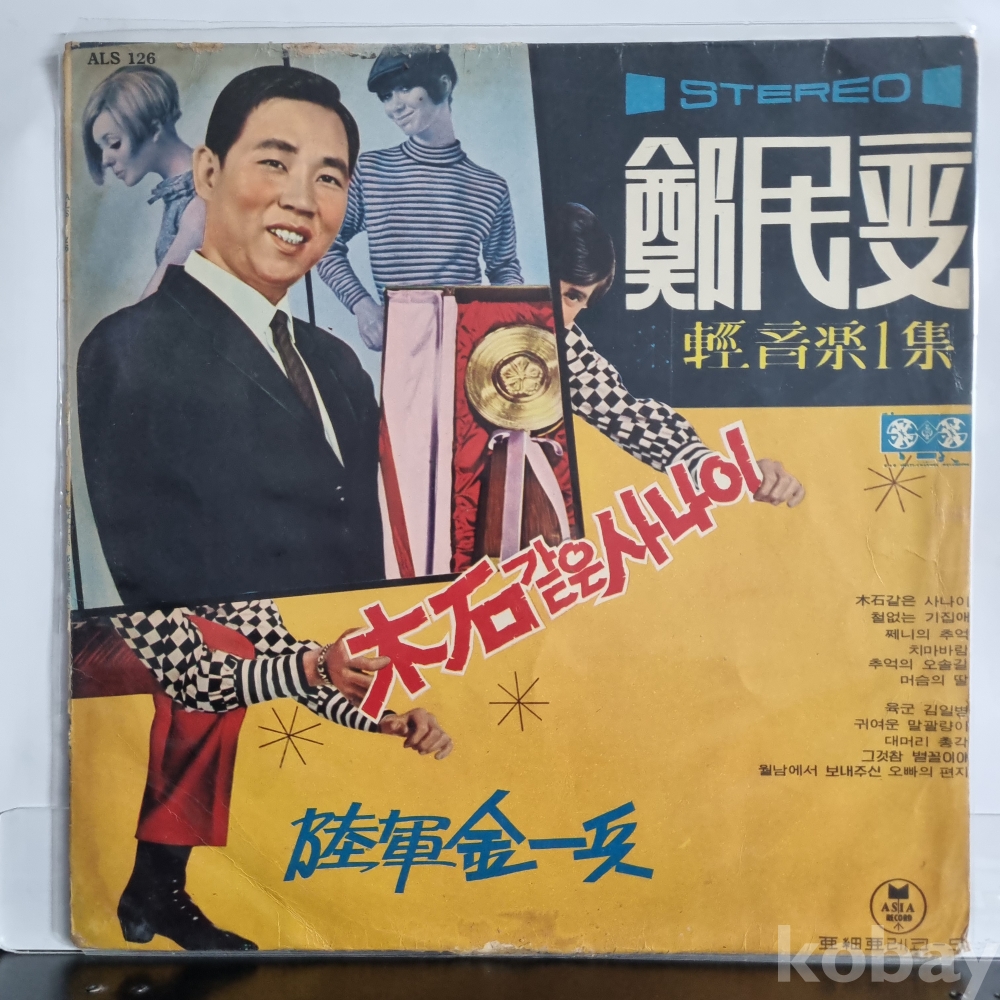 ALS 126
STEREO
鄭民燮
輕音楽1集
木石같은사나이
木石같은 사나이
철없는 기집애
쩨니의 추억
치마바람
추억의 오솔길
머슴의 딸
육군 김일병
귀여운 말괄량이
대머리 총각
그것참 별꼴이야
월남에서 보내주신 오빠의 편지
陸軍金一兵
ASIA
RECORD
亜細亜레코
kobay